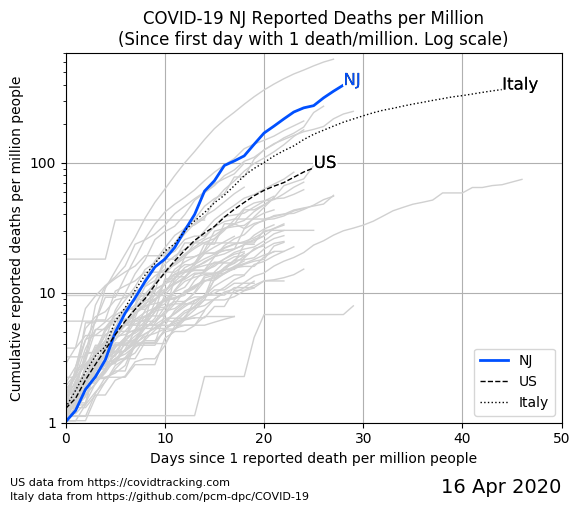 COVID-19 NJ Reported Deaths per Million
(Since first day with 1 death/million. Log scale)
Cumulative reported deaths per million people
100
10
1
NJ
Italy
US
NJ
US
Italy
0
10
20
30
40
50
Days since 1 reported death per million people
US data from https://covidtracking.com
Italy data from https://github.com/pcm-dpc/COVID-19
16 Apr 2020